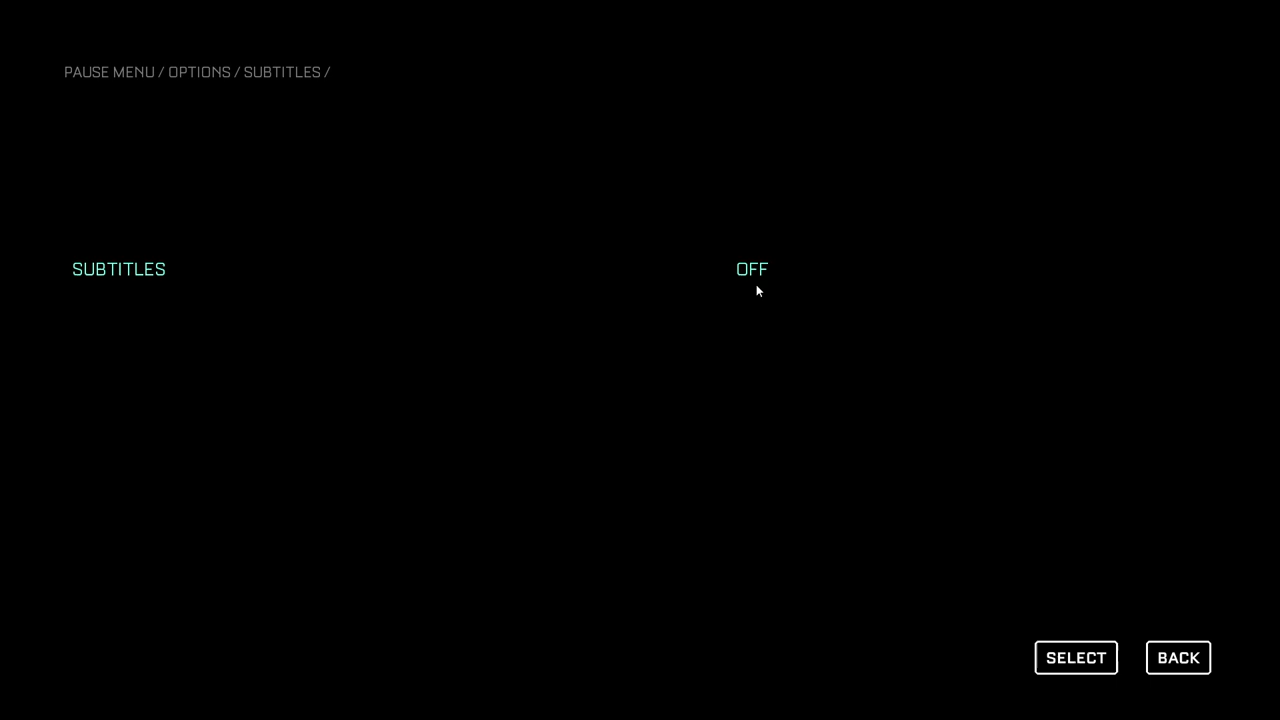 PAUSE MENU / OPTIONS / SUBTITLES /
SUBTITLES OFF
SELECT BACK